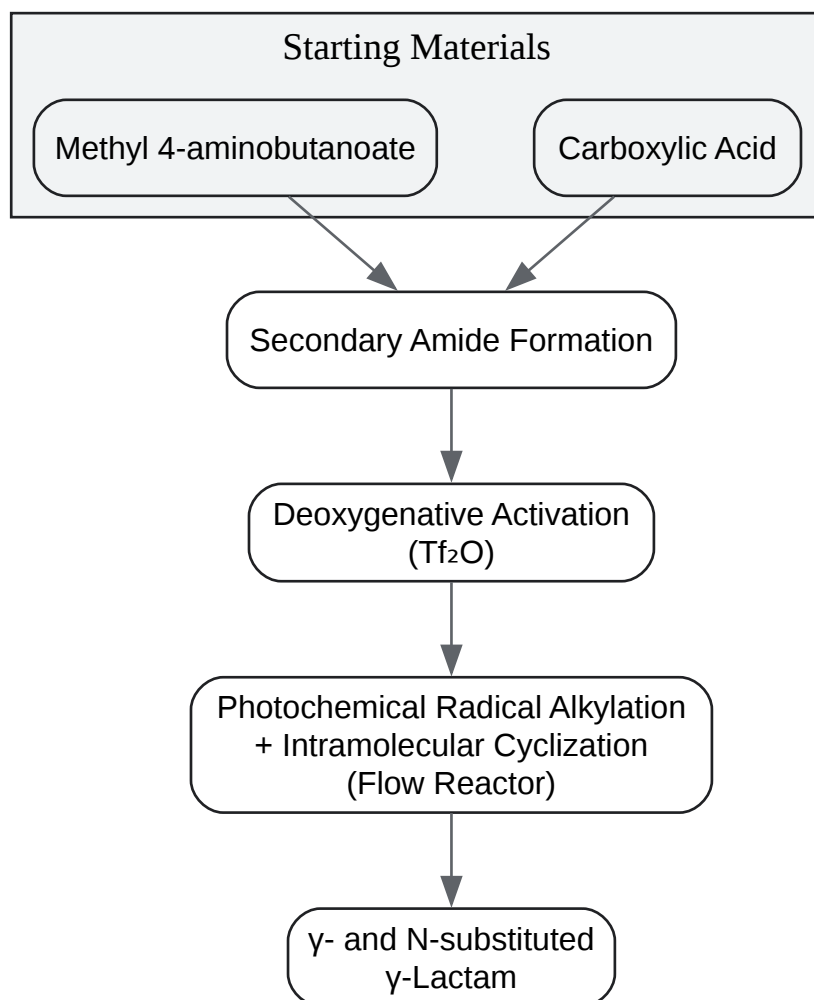 Starting Materials
Methyl 4-aminobutanoate
Carboxylic Acid
Secondary Amide Formation
Deoxygenative Activation
(Tf₂O)
Photochemical Radical Alkylation
+ Intramolecular Cyclization
(Flow Reactor)
γ- and N-substituted
γ-Lactam